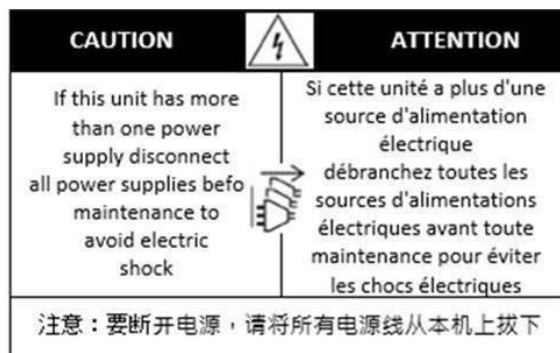 CAUTION
If this unit has more
than one power
supply disconnect
all power supplies befo
maintenance to
avoid electric
shock
ATTENTION
Si cette unité a plus d'une
source d'alimentation
électrique
débranchez toutes les
sources d'alimentations
électriques avant toute
maintenance pour éviter
les chocs électriques
注意：要断开电源，请将所有电源线从本机上拔下